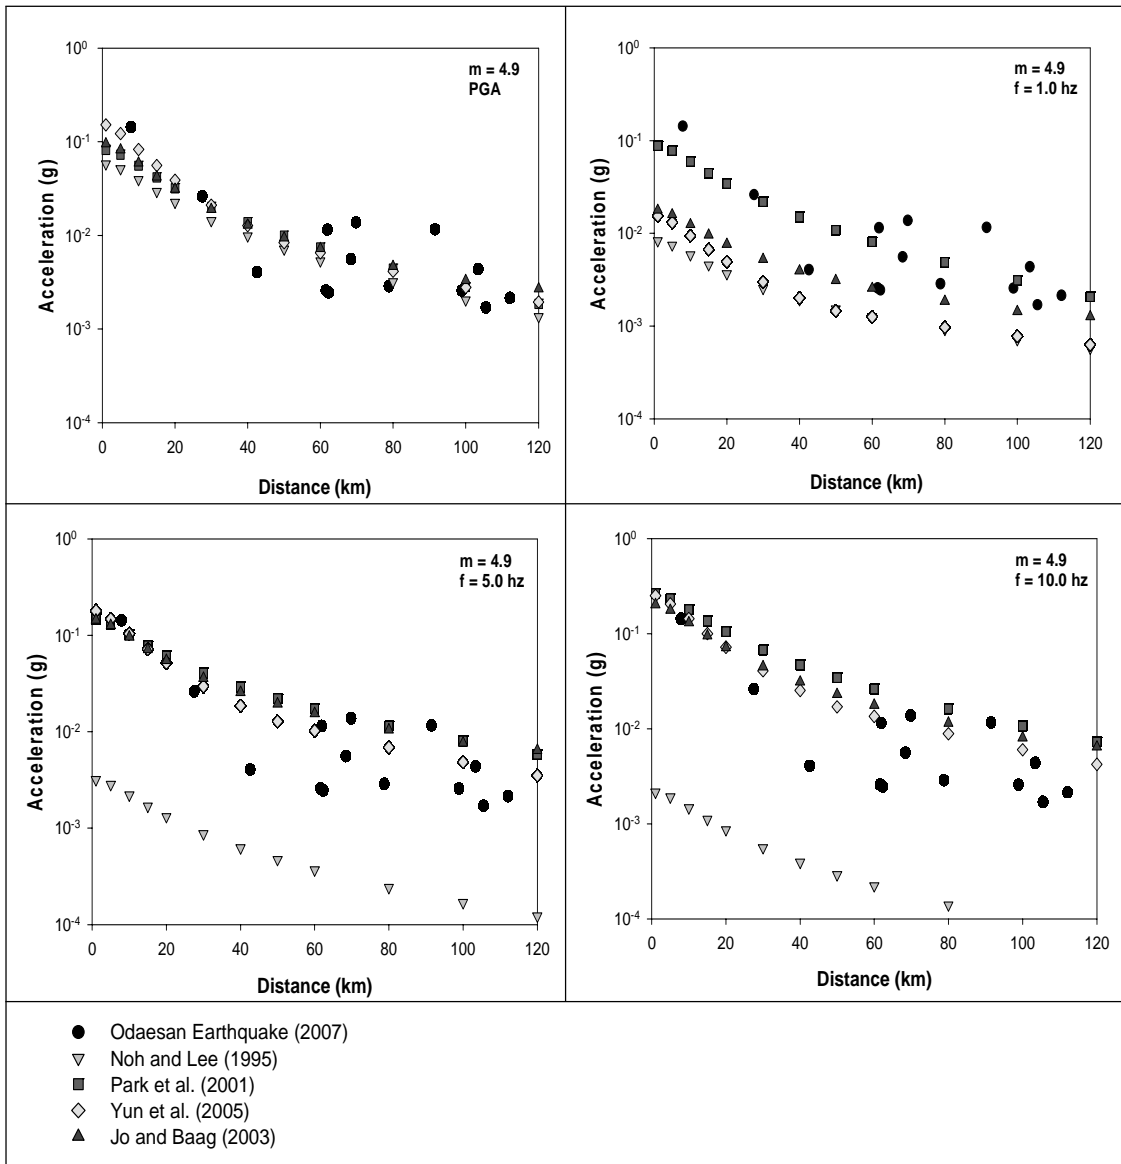 10^0
10^-1
10^-2
10^-3
10^-4
Acceleration (g)
m = 4.9
PGA
0 20 40 60 80 100 120
Distance (km)
10^0
10^-1
10^-2
10^-3
10^-4
Acceleration (g)
m = 4.9
f = 1.0 hz
0 20 40 60 80 100 120
Distance (km)
10^0
10^-1
10^-2
10^-3
10^-4
Acceleration (g)
m = 4.9
f = 5.0 hz
0 20 40 60 80 100 120
Distance (km)
10^0
10^-1
10^-2
10^-3
10^-4
Acceleration (g)
m = 4.9
f = 10.0 hz
0 20 40 60 80 100 120
Distance (km)
Odaesan Earthquake (2007)
Noh and Lee (1995)
Park et al. (2001)
Yun et al. (2005)
Jo and Baag (2003)